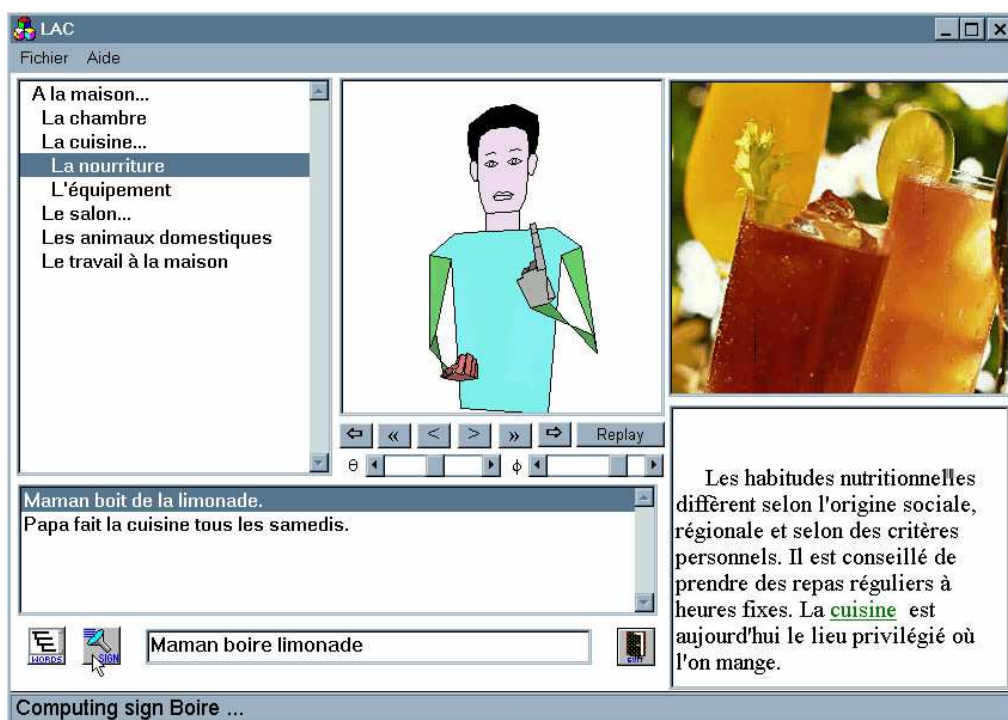 LAC
Fichier Aide
A la maison...
La chambre
La cuisine...
La nourriture
L'équipement
Le salon...
Les animaux domestiques
Le travail à la maison
« < > » Replay
θ ϕ
Maman boit de la limonade.
Papa fait la cuisine tous les samedis.
WORDS SIGN Maman boire limonade EXIT
Les habitudes nutritionnelles
diffèrent selon l'origine sociale,
régionale et selon des critères
personnels. Il est conseillé de
prendre des repas réguliers à
heures fixes. La cuisine est
aujourd'hui le lieu privilégié où
l'on mange.
Computing sign Boire ...